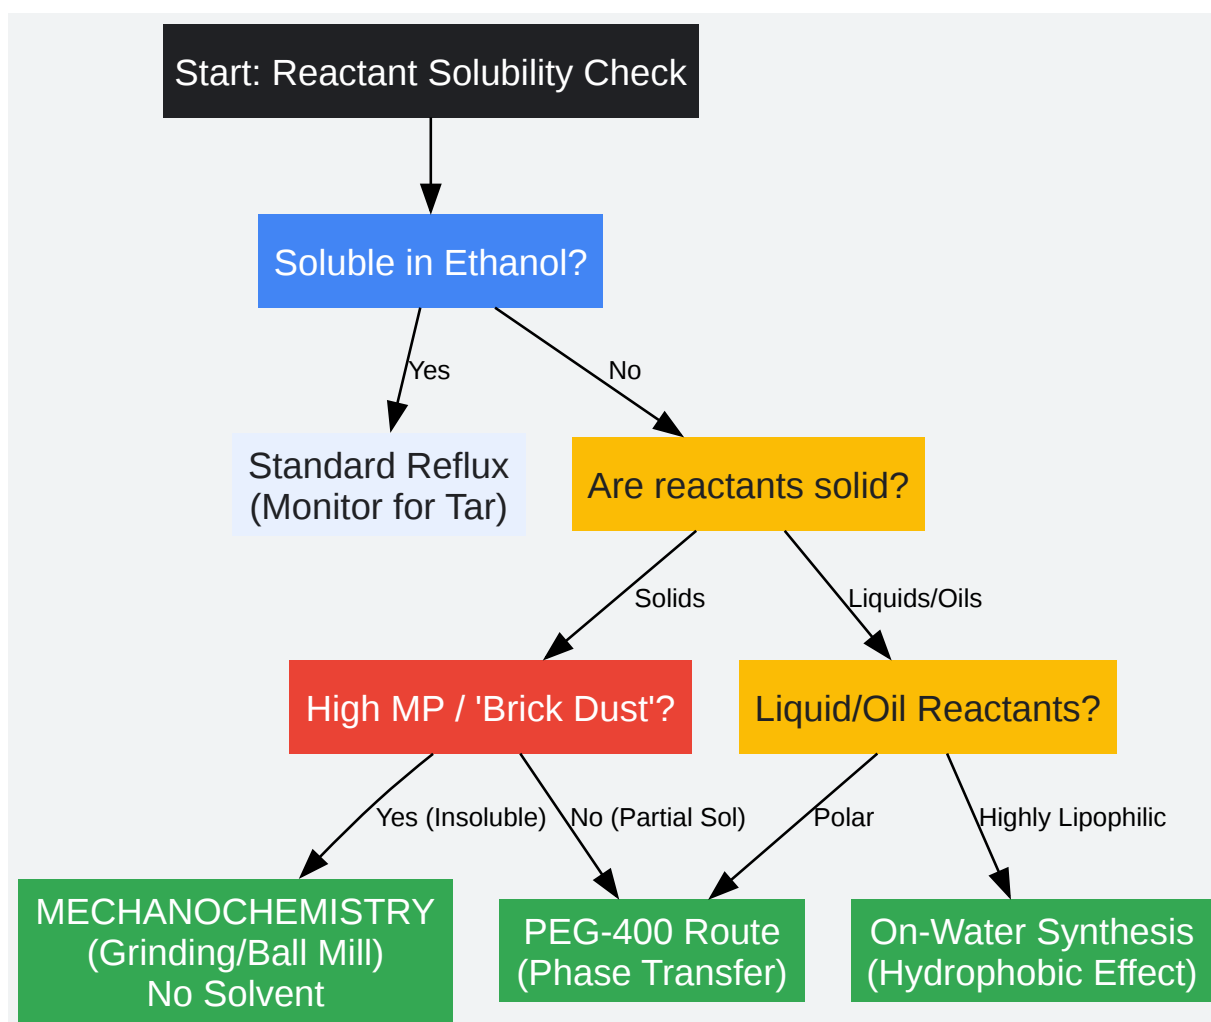 Start: Reactant Solubility Check
Soluble in Ethanol?
Yes
No
Standard Reflux
(Monitor for Tar)
Are reactants solid?
Solids
Liquids/Oils
High MP / 'Brick Dust'?
Liquid/Oil Reactants?
Yes (Insoluble)
No (Partial Sol)
Polar
Highly Lipophilic
MECHANOCHEMISTRY
(Grinding/Ball Mill)
No Solvent
PEG-400 Route
(Phase Transfer)
On-Water Synthesis
(Hydrophobic Effect)